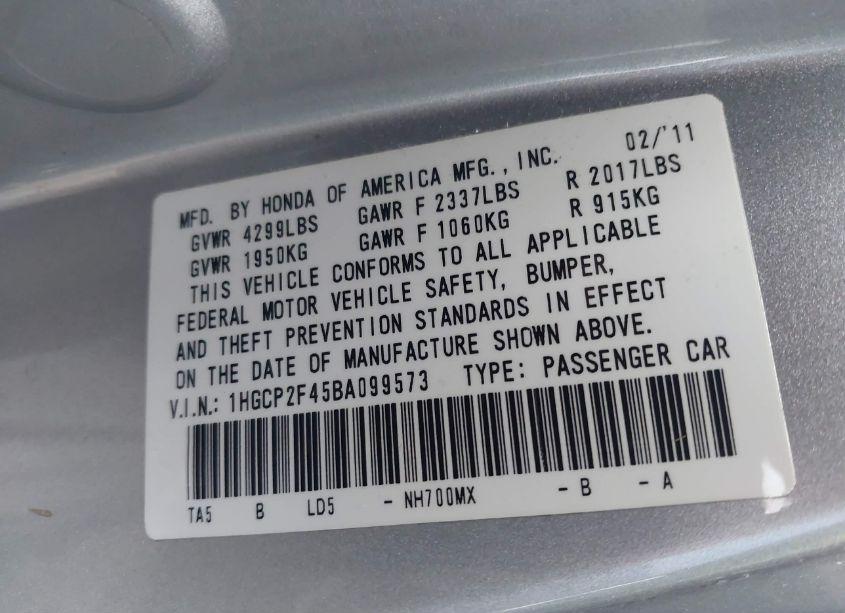 MFD. BY HONDA OF AMERICA MFG., INC. 02/'11
GVWR 4299LBS GAWR F 2337LBS R 2017LBS
GVWR 1950KG GAWR F 1060KG R 915KG
THIS VEHICLE CONFORMS TO ALL APPLICABLE
FEDERAL MOTOR VEHICLE SAFETY, BUMPER,
AND THEFT PREVENTION STANDARDS IN EFFECT
ON THE DATE OF MANUFACTURE SHOWN ABOVE.
V.I.N.: 1HGCP2F45BA099573 TYPE: PASSENGER CAR
TA5 B LD5 - NH700MX - B - A